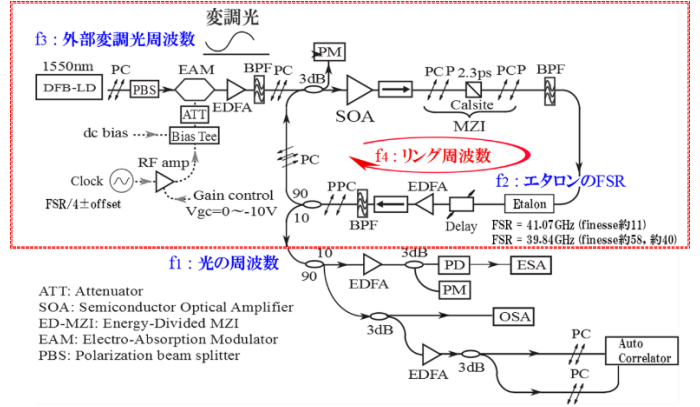 変調光
f3：外部変調光周波数
1550nm
DFB-LD
PC
PBS
EAM
EDFA
BPF
PC
3dB
PM
SOA
PCP
2.3ps
PCP
BPF
Calsite
MZI
ATT
dc bias
Bias Tee
RF amp
Clock
FSR/4±offset
Gain control
Vgc=0～-10V
PC
f4：リング周波数
f2：エタロンのFSR
90
10
PPC
BPF
EDFA
Delay
Etalon
FSR = 41.07GHz (finesse約11)
FSR = 39.84GHz (finesse約58, 約40)
f1：光の周波数
10
90
EDFA
3dB
PD
ESA
PM
ATT: Attenuator
SOA: Semiconductor Optical Amplifier
ED-MZI: Energy-Divided MZI
EAM: Electro-Absorption Modulator
PBS: Polarization beam splitter
3dB
OSA
EDFA
3dB
PC
PC
Auto
Correlator